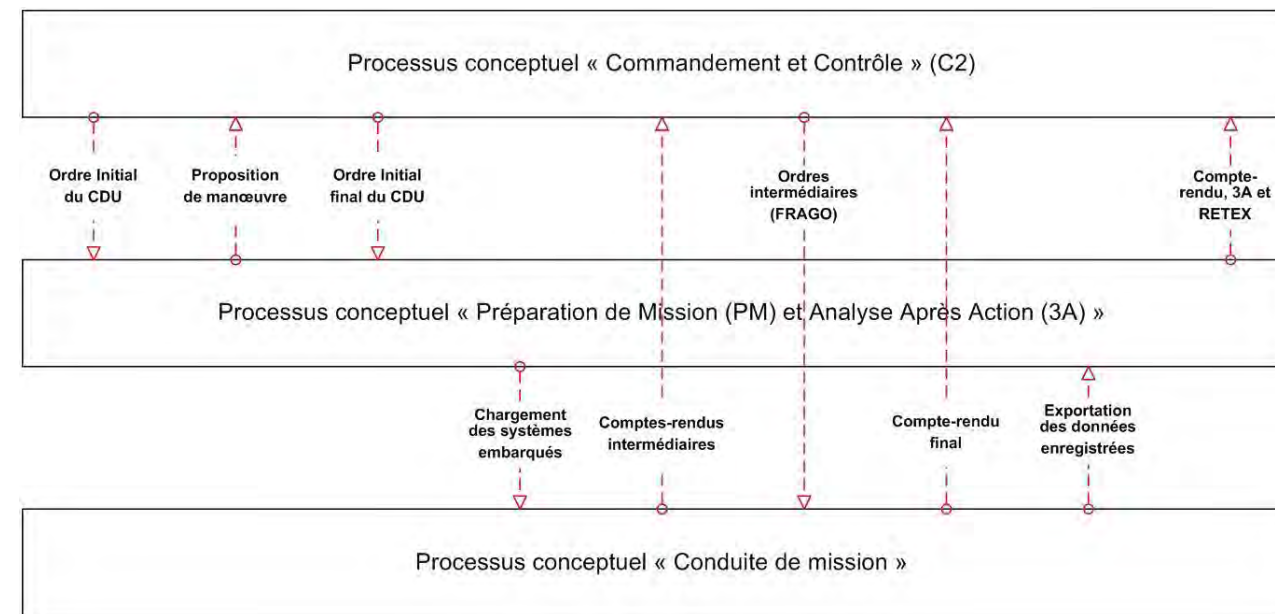 Processus conceptuel « Commandement et Contrôle » (C2)
Ordre Initial
du CDU
Proposition
de manœuvre
Ordre Initial
final du CDU
Ordres
intermédiaires
(FRAGO)
Compte-
rendu, 3A et
RETEX
Processus conceptuel « Préparation de Mission (PM) et Analyse Après Action (3A) »
Chargement
des systèmes
embarqués
Comptes-rendus
intermédiaires
Compte-rendu
final
Exportation
des données
enregistrées
Processus conceptuel « Conduite de mission »